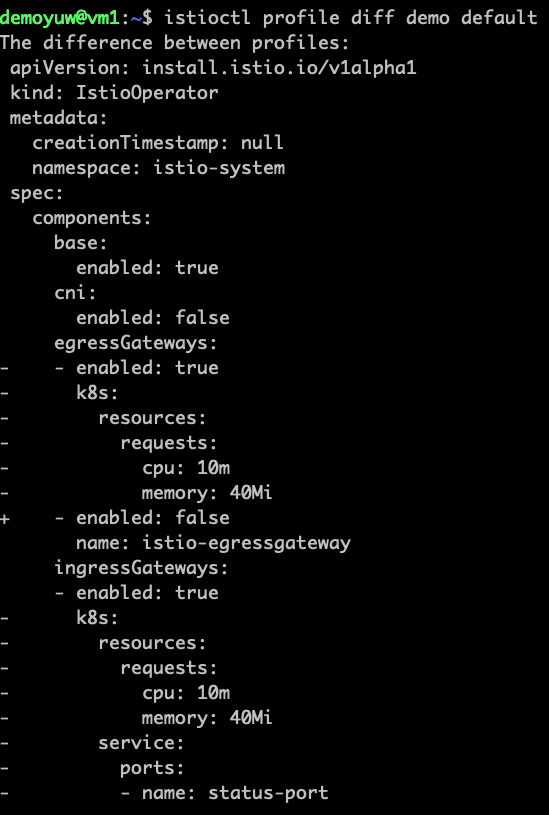 demoyuw@vm1:~$ istioctl profile diff demo default
The difference between profiles:
 apiVersion: install.istio.io/v1alpha1
 kind: IstioOperator
 metadata:
   creationTimestamp: null
   namespace: istio-system
 spec:
   components:
     base:
       enabled: true
     cni:
       enabled: false
     egressGateways:
-    - enabled: true
-      k8s:
-        resources:
-          requests:
-            cpu: 10m
-            memory: 40Mi
+    - enabled: false
       name: istio-egressgateway
     ingressGateways:
     - enabled: true
-      k8s:
-        resources:
-          requests:
-            cpu: 10m
-            memory: 40Mi
-        service:
-          ports:
-          - name: status-port